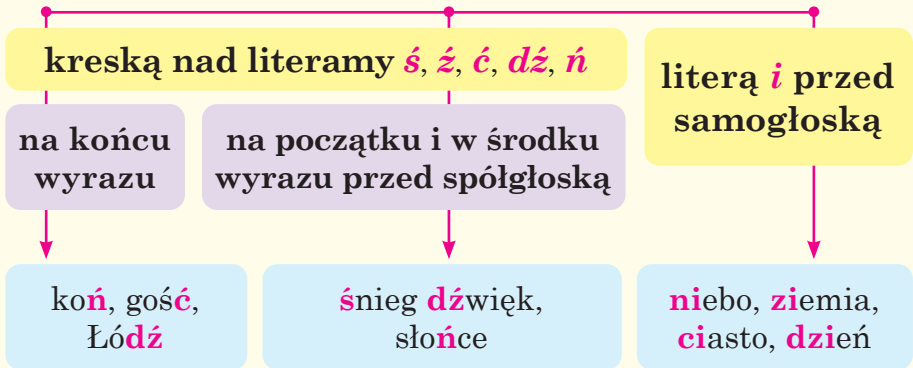 kreską nad literamy ś, ź, ć, dź, ń
literą i przed
samogłoską
na końcu
wyrazu
na początku i w środku
wyrazu przed spółgłoską
koń, gość,
Łódź
śnieg dźwięk,
słońce
niebo, ziemia,
ciasto, dzień